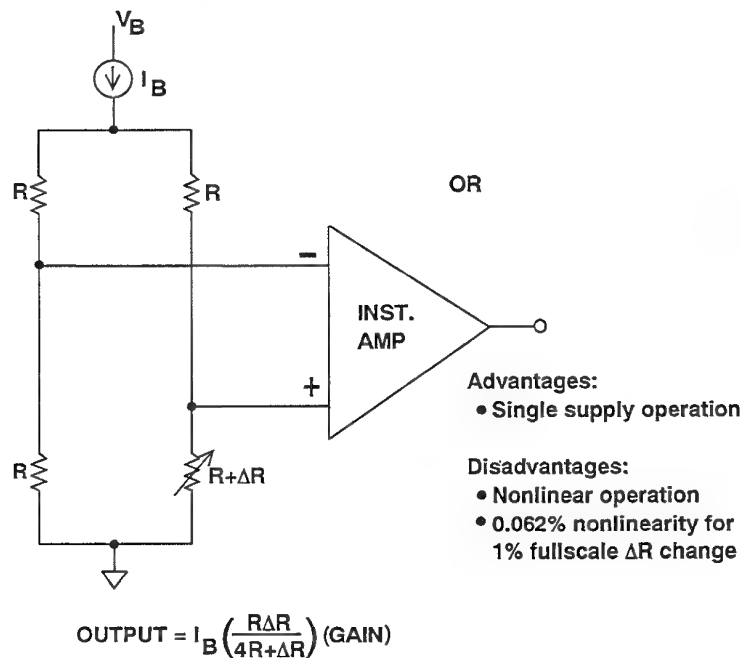 V_B
I_B
R
R
OR
−
INST.
AMP
+
Advantages:
• Single supply operation
R
R+ΔR
Disadvantages:
• Nonlinear operation
• 0.062% nonlinearity for
1% fullscale ΔR change
OUTPUT = I_B (RΔR / 4R+ΔR) (GAIN)